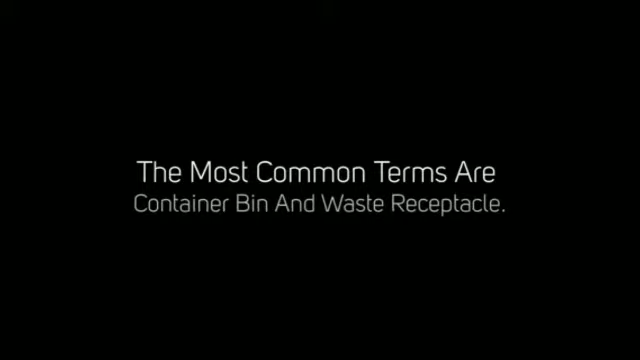 The Most Common Terms Are
Container Bin And Waste Receptacle.